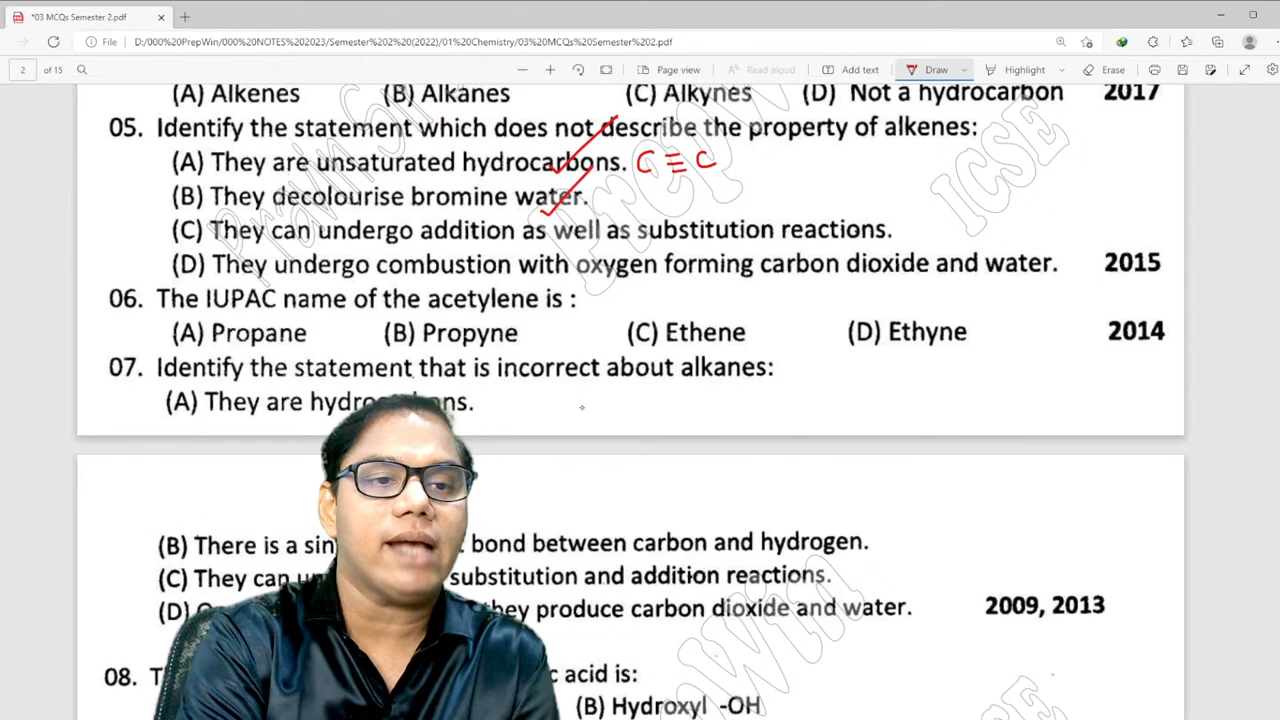 *03 MCQs Semester 2.pdf
File D:/000%20PrepWin/000%20NOTES%202023/Semester%202%20(2022)/01%20Chemistry/03%20MCQs%20Semester%202.pdf
2 of 15 Page view Read aloud Add text Draw Highlight Erase
(A) Alkenes (B) Alkanes (C) Alkynes (D) Not a hydrocarbon 2017
05. Identify the statement which does not describe the property of alkenes:
(A) They are unsaturated hydrocarbons. C ≡ C
(B) They decolourise bromine water.
(C) They can undergo addition as well as substitution reactions.
(D) They undergo combustion with oxygen forming carbon dioxide and water. 2015
06. The IUPAC name of the acetylene is :
(A) Propane (B) Propyne (C) Ethene (D) Ethyne 2014
07. Identify the statement that is incorrect about alkanes:
(A) They are
(B) There is a bond between carbon and hydrogen.
(C) They can substitution and addition reactions.
(D) they produce carbon dioxide and water. 2009, 2013
08. acid is:
(B) Hydroxyl -OH
ICSE
PrepWin
ICSE